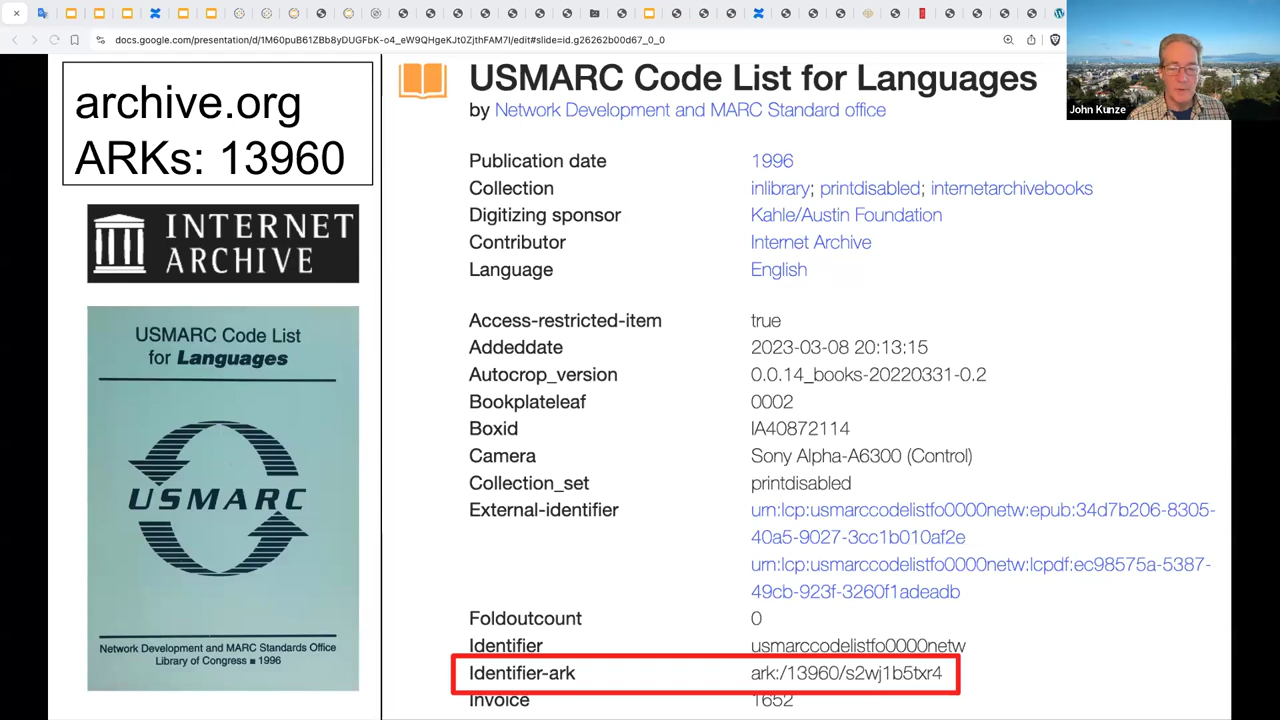 docs.google.com/presentation/d/1M60puB61ZBb8yDUGFbK-o4_eW9QHgeKJt0ZjthFAM7I/edit#slide=id.g26262b00d67_0_0
John Kunze
archive.org
ARKs: 13960
INTERNET
ARCHIVE
USMARC Code List
for Languages
USMARC
Network Development and MARC Standards Office
Library of Congress ■ 1996
USMARC Code List for Languages
by Network Development and MARC Standard office
Publication date 1996
Collection inlibrary; printdisabled; internetarchivebooks
Digitizing sponsor Kahle/Austin Foundation
Contributor Internet Archive
Language English
Access-restricted-item true
Addeddate 2023-03-08 20:13:15
Autocrop_version 0.0.14_books-20220331-0.2
Bookplateleaf 0002
Boxid IA40872114
Camera Sony Alpha-A6300 (Control)
Collection_set printdisabled
External-identifier urn:lcp:usmarccodelistfo0000netw:epub:34d7b206-8305-
40a5-9027-3cc1b010af2e
urn:lcp:usmarccodelistfo0000netw:lcpdf:ec98575a-5387-
49cb-923f-3260f1adeadb
Foldoutcount 0
Identifier usmarccodelistfo0000netw
Identifier-ark ark:/13960/s2wj1b5txr4
Invoice 1652